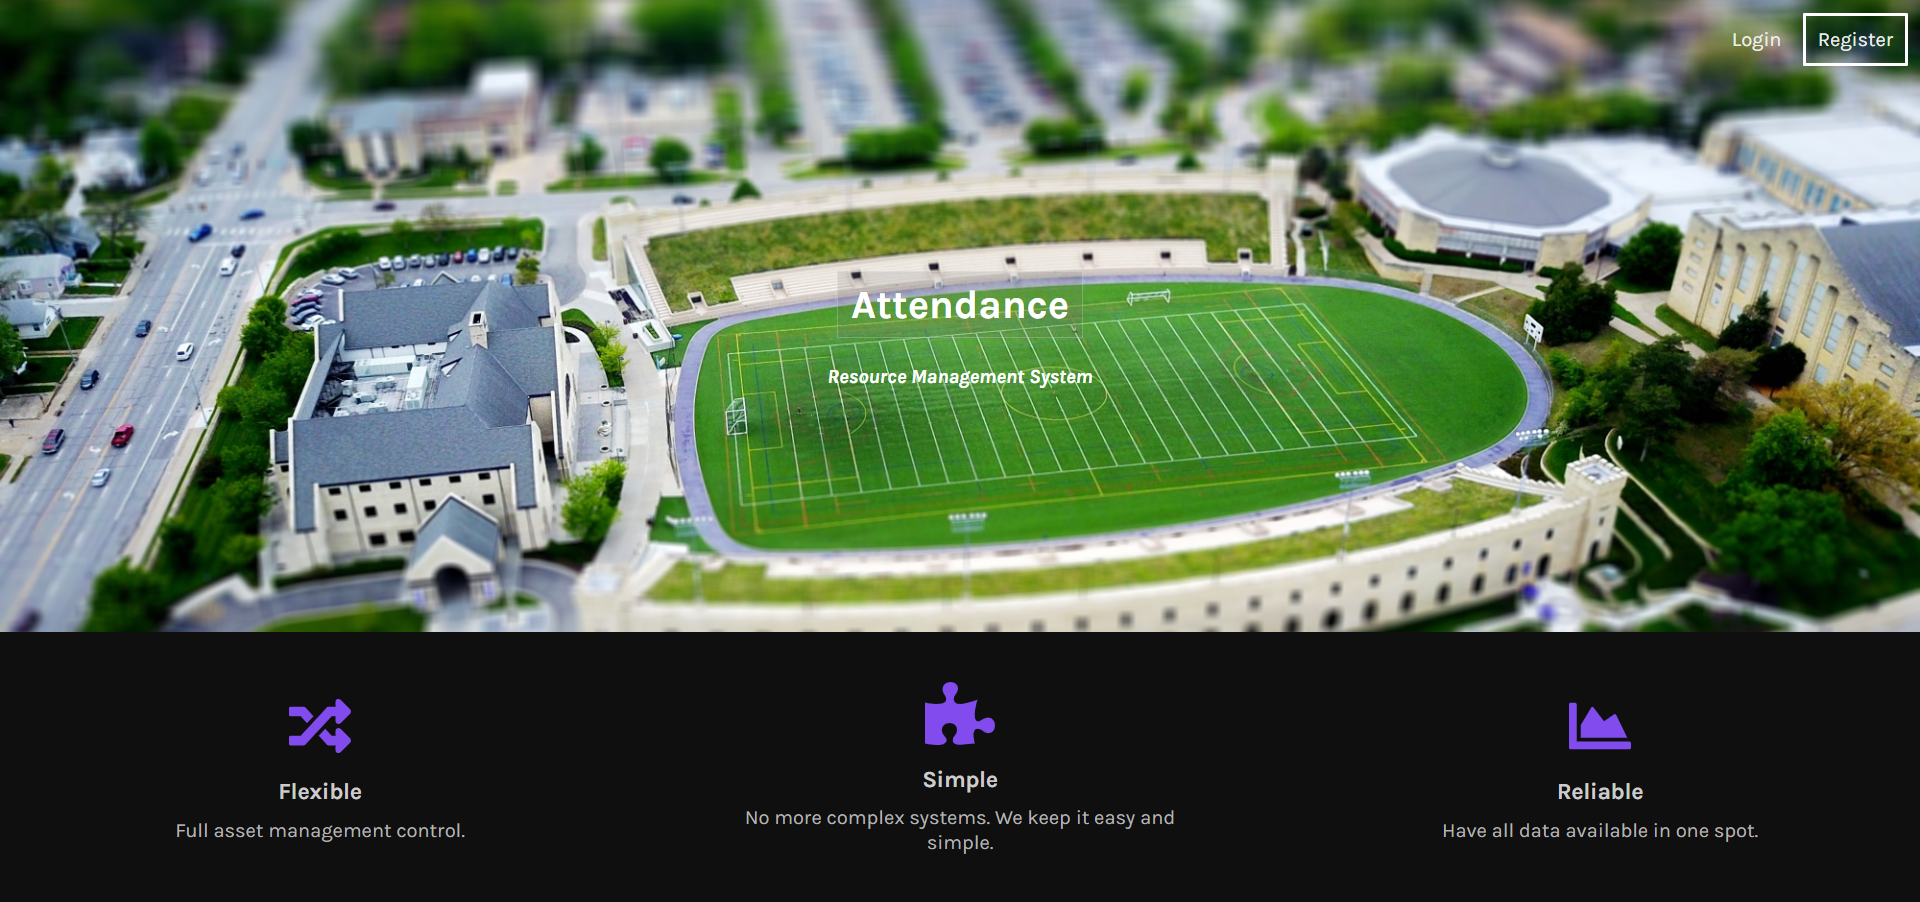 Login
Register
Attendance
Resource Management System
Flexible
Full asset management control.
Simple
No more complex systems. We keep it easy and
simple.
Reliable
Have all data available in one spot.